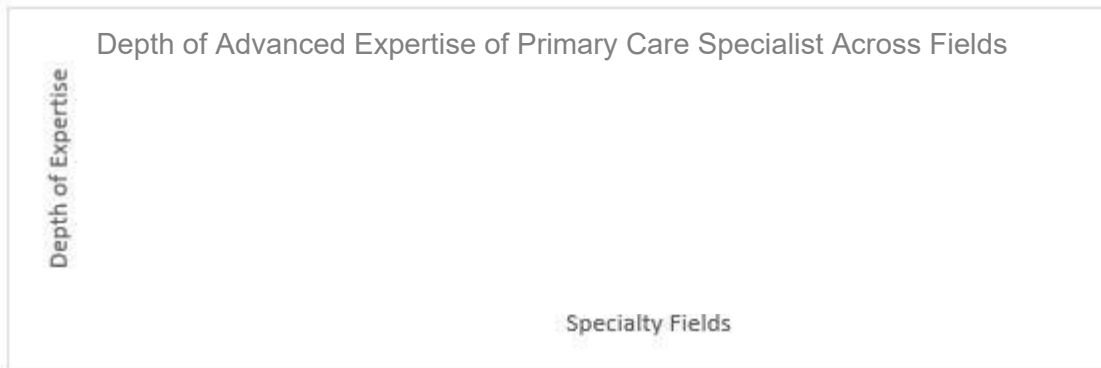 Depth of Advanced Expertise of Primary Care Specialist Across Fields
Depth of Expertise
Specialty Fields